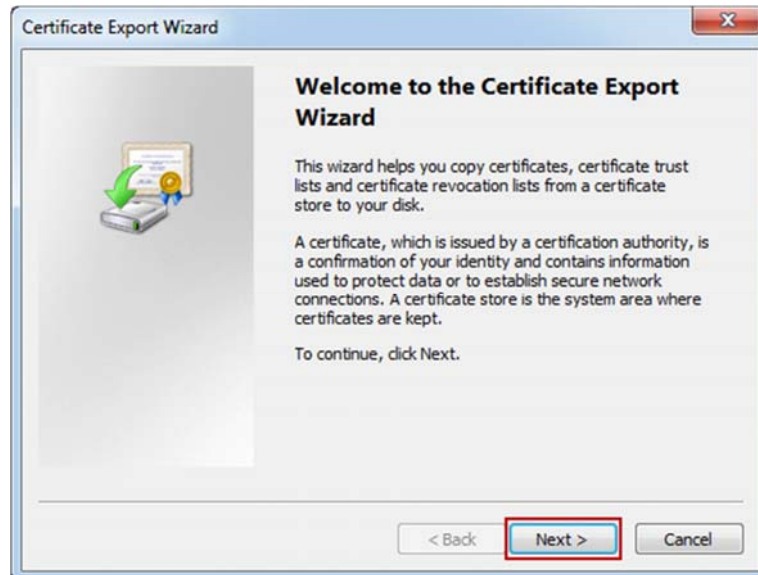 Certificate Export Wizard
Welcome to the Certificate Export
Wizard
This wizard helps you copy certificates, certificate trust
lists and certificate revocation lists from a certificate
store to your disk.
A certificate, which is issued by a certification authority, is
a confirmation of your identity and contains information
used to protect data or to establish secure network
connections. A certificate store is the system area where
certificates are kept.
To continue, click Next.
< Back Next > Cancel